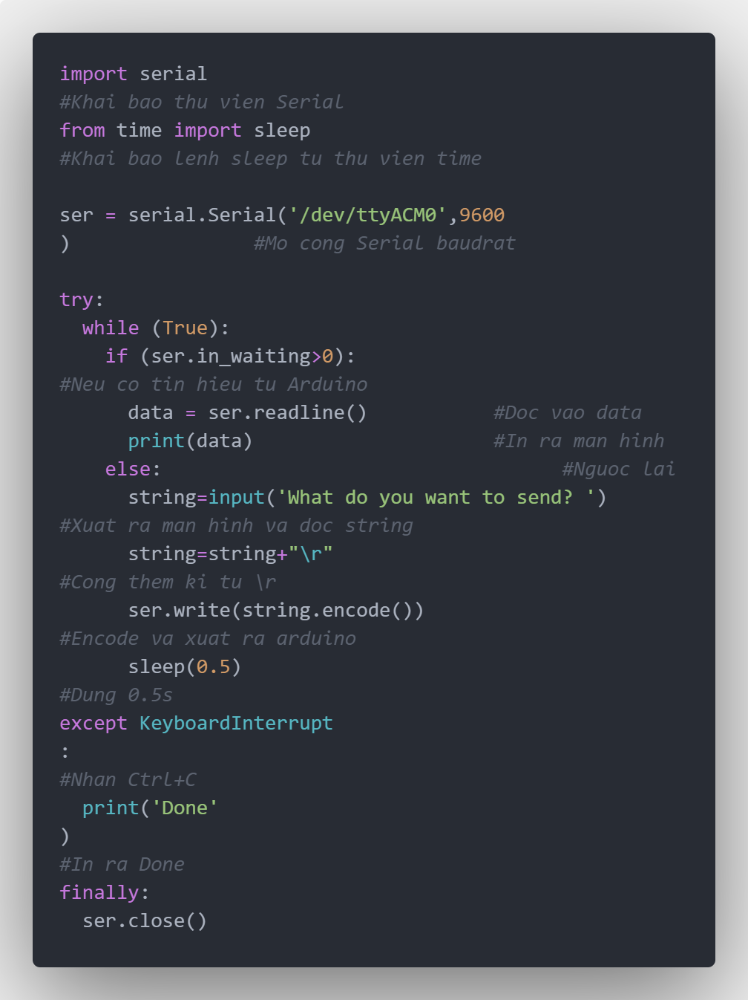 import serial
#Khai bao thu vien Serial
from time import sleep
#Khai bao lenh sleep tu thu vien time

ser = serial.Serial('/dev/ttyACM0',9600
)                #Mo cong Serial baudrat

try:
  while (True):
    if (ser.in_waiting>0):
#Neu co tin hieu tu Arduino
      data = ser.readline()           #Doc vao data
      print(data)                     #In ra man hinh
    else:                                   #Nguoc lai
      string=input('What do you want to send? ')
#Xuat ra man hinh va doc string
      string=string+"\r"
#Cong them ki tu \r
      ser.write(string.encode())
#Encode va xuat ra arduino
      sleep(0.5)
#Dung 0.5s
except KeyboardInterrupt
:
#Nhan Ctrl+C
  print('Done'
)
#In ra Done
finally:
  ser.close()